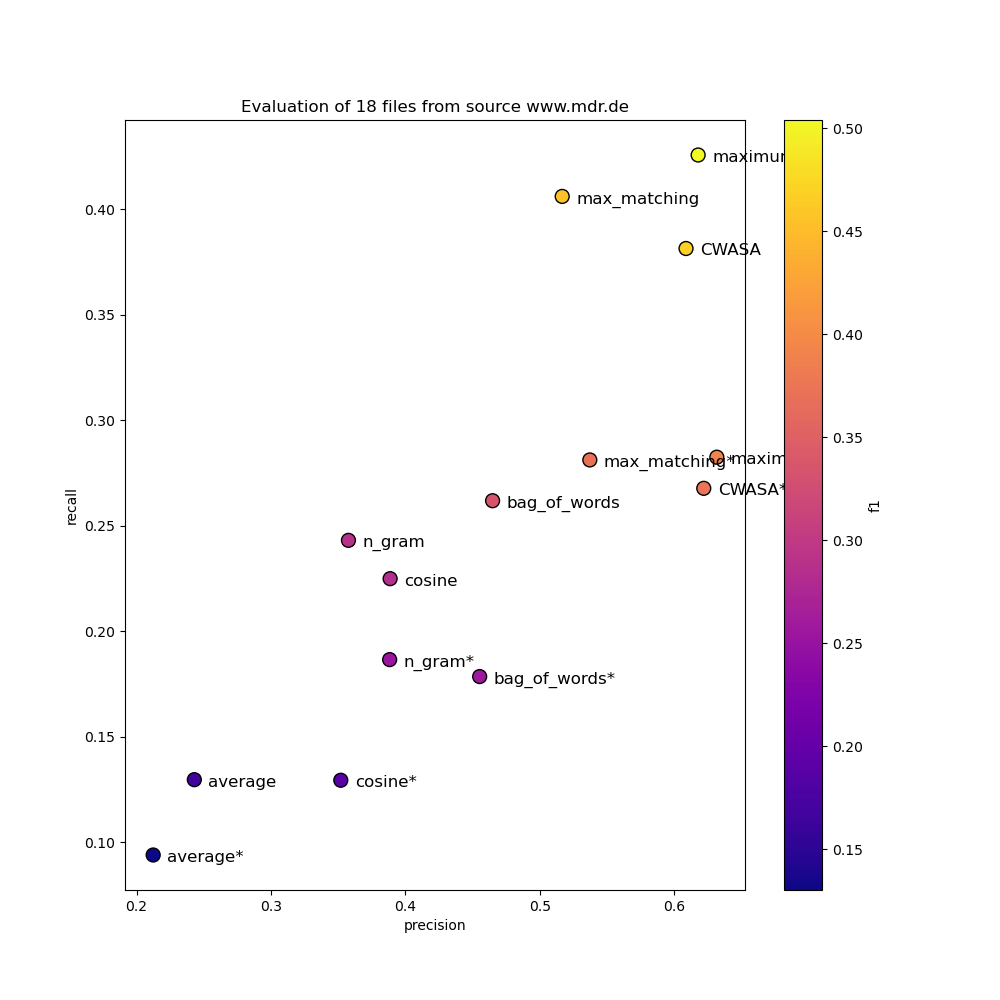 Evaluation of 18 files from source www.mdr.de
maximu
max_matching
CWASA
max_matching*
maxim
CWASA*
bag_of_words
n_gram
cosine
n_gram*
bag_of_words*
average
cosine*
average*
0.40
0.35
0.30
0.25
0.20
0.15
0.10
recall
0.2 0.3 0.4 0.5 0.6
precision
0.50
0.45
0.40
0.35
0.30
0.25
0.20
0.15
f1